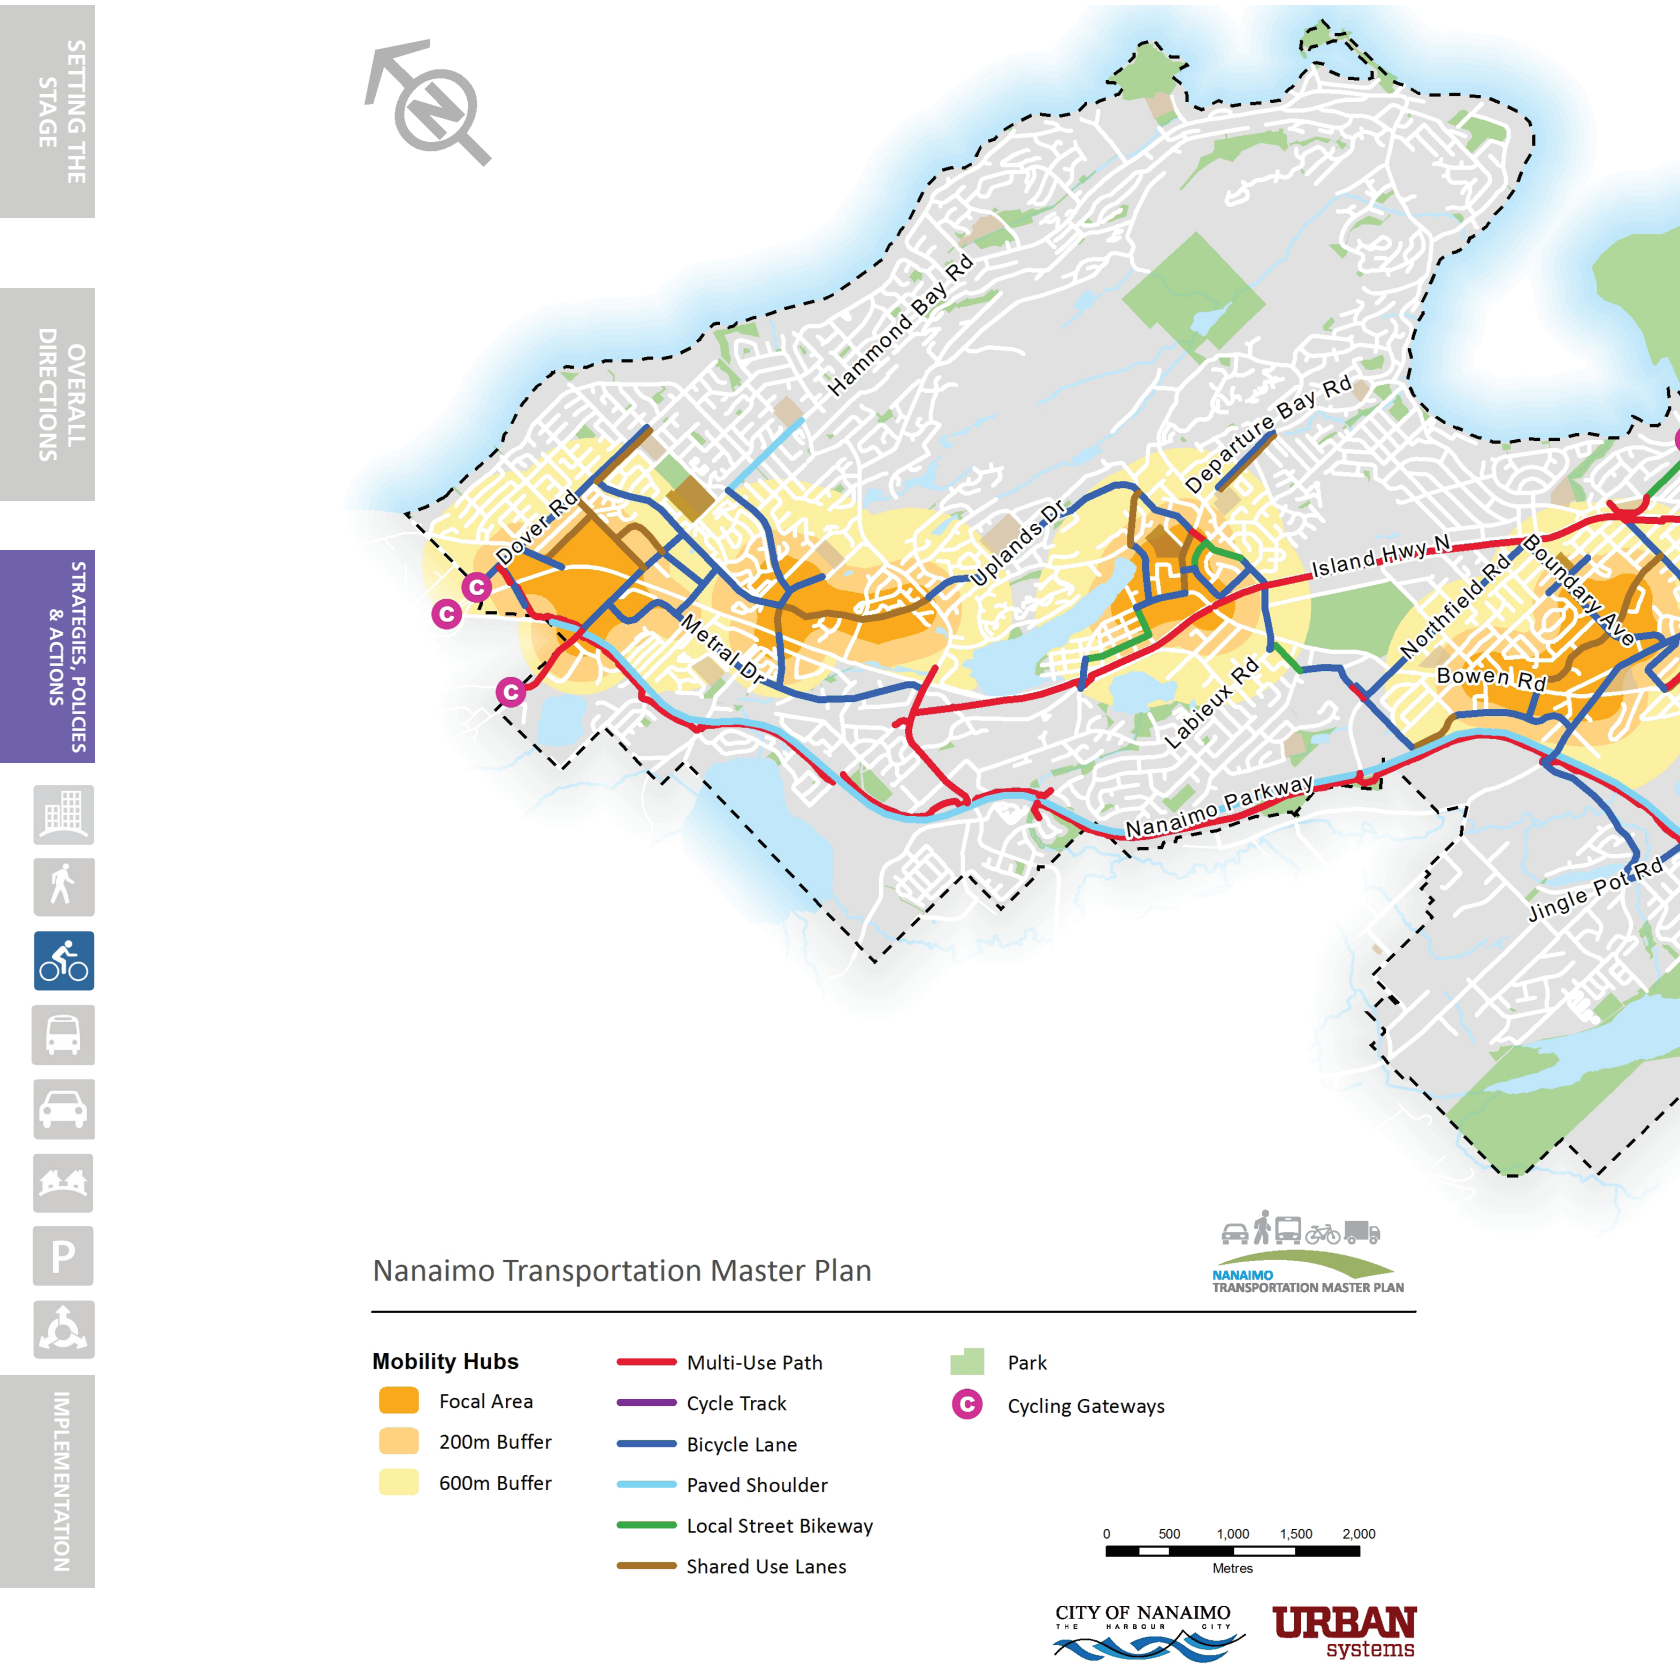 SETTING THE
STAGE
OVERALL
DIRECTIONS
STRATEGIES, POLICIES
& ACTIONS
P
IMPLEMENTATION
N
Hammond Bay Rd
Departure Bay Rd
Dover Rd
Uplands Dr
Island Hwy N
Boundary Ave
Northfield Rd
Metral Dr
Bowen Rd
Labieux Rd
Nanaimo Parkway
Jingle Pot Rd
C
C
C
Nanaimo Transportation Master Plan
NANAIMO
TRANSPORTATION MASTER PLAN
Mobility Hubs
Focal Area
200m Buffer
600m Buffer
Multi-Use Path
Cycle Track
Bicycle Lane
Paved Shoulder
Local Street Bikeway
Shared Use Lanes
Park
C Cycling Gateways
0 500 1,000 1,500 2,000
Metres
CITY OF NANAIMO
THE HARBOUR CITY
URBAN
systems